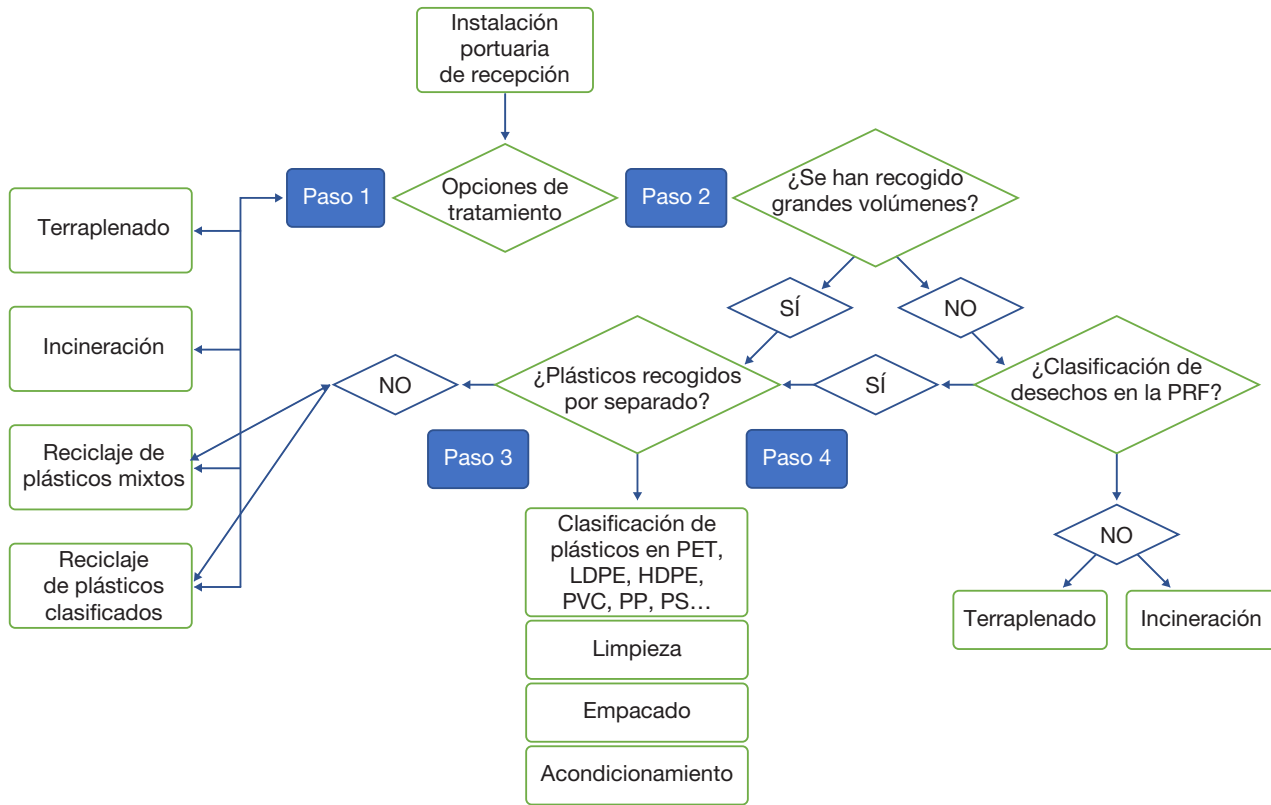 Instalación
portuaria
de recepción
Paso 1
Opciones de
tratamiento
Paso 2
¿Se han recogido
grandes volúmenes?
Terraplenado
Incineración
Reciclaje de
plásticos mixtos
Reciclaje
de plásticos
clasificados
SÍ
NO
NO
¿Plásticos recogidos
por separado?
SÍ
¿Clasificación de
desechos en la PRF?
Paso 3
Paso 4
Clasificación de
plásticos en PET,
LDPE, HDPE,
PVC, PP, PS...
Limpieza
Empacado
Acondicionamiento
NO
Terraplenado
Incineración